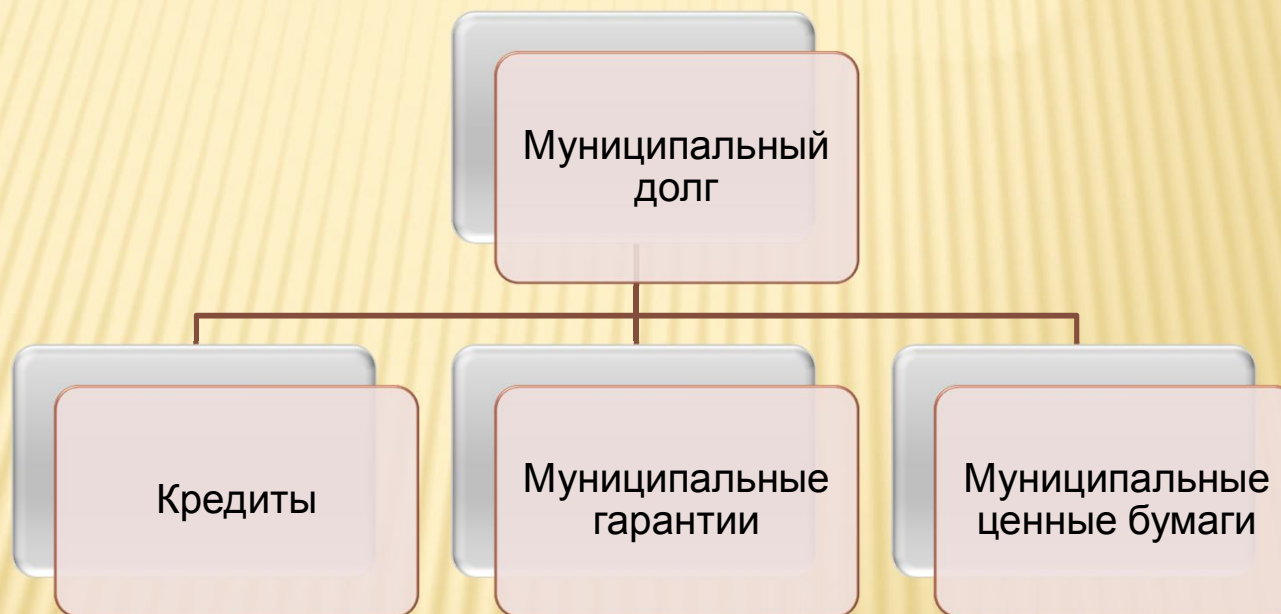 Муниципальный
долг
Кредиты
Муниципальные
гарантии
Муниципальные
ценные бумаги